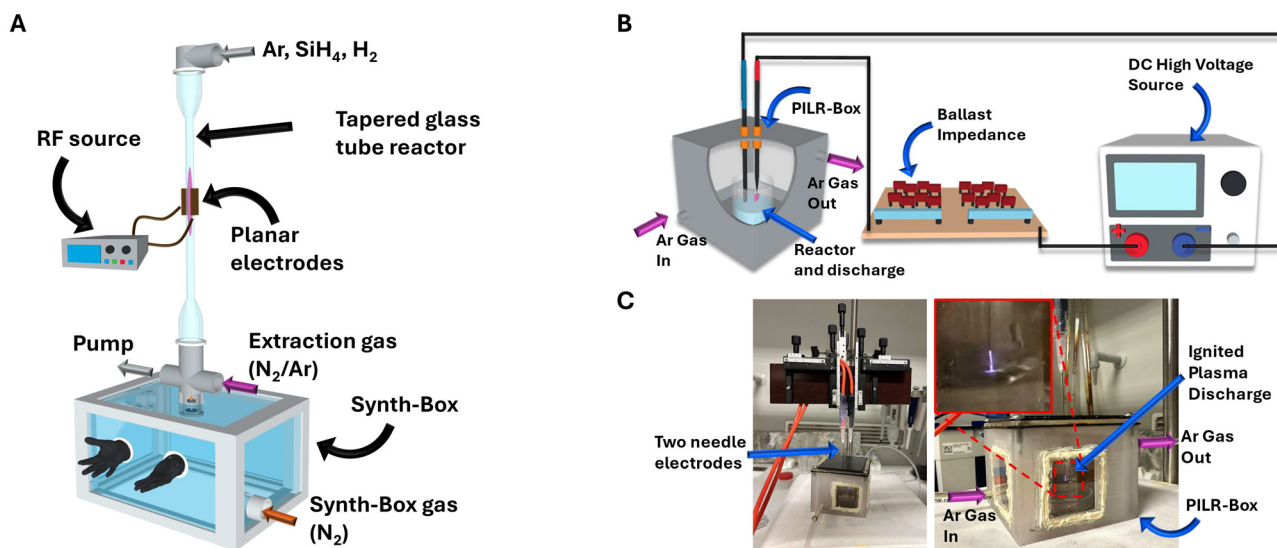 A
Ar, SiH₄, H₂
RF source
Tapered glass
tube reactor
Planar
electrodes
Pump
Extraction gas
(N₂/Ar)
Synth-Box
Synth-Box gas
(N₂)
B
DC High Voltage
Source
PILR-Box
Ballast
Impedance
Ar Gas
Out
Ar Gas
In
Reactor
and discharge
+
-
C
Two needle
electrodes
Ignited
Plasma
Discharge
Ar Gas
Out
Ar Gas
In
PILR-Box